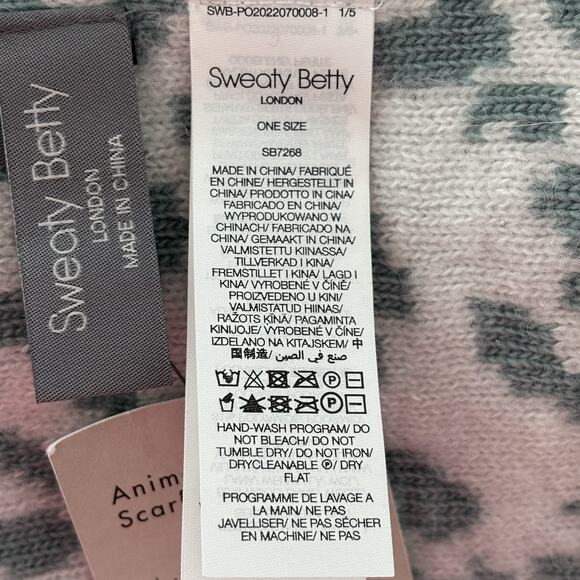 Sweaty Betty
LONDON
MADE IN CHINA
SWB-PO2022070008-1 1/5
Sweaty Betty
LONDON
ONE SIZE
SB7268
MADE IN CHINA/ FABRIQUÉ
EN CHINE/ HERGESTELLT IN
CHINA/ PRODOTTO IN CINA/
FABRICADO EN CHINA/
WYPRODUKOWANO W
CHINACH/ FABRICADO NA
CHINA/ GEMAAKT IN CHINA/
VALMISTETTU KIINASSA/
TILLVERKAD I KINA/
FREMSTILLET I KINA/ LAGD I
KINA/ VYROBENÉ V ČÍNĚ/
PROIZVEDENO U KINI/
VALMISTATUD HIINAS/
RAŽOTS ĶĪNĀ/ PAGAMINTA
KINIJOJE/ VYROBENÉ V ČÍNE/
IZDELANO NA KITAJSKEM/ 中
国制造/ صنع في الصين/
HAND-WASH PROGRAM/ DO
NOT BLEACH/ DO NOT
TUMBLE DRY/ DO NOT IRON/
DRYCLEANABLE Ⓟ/ DRY
FLAT
PROGRAMME DE LAVAGE A
LA MAIN/ NE PAS
JAVELLISER/ NE PAS SÉCHER
EN MACHINE/ NE PAS
Anim
Scarf